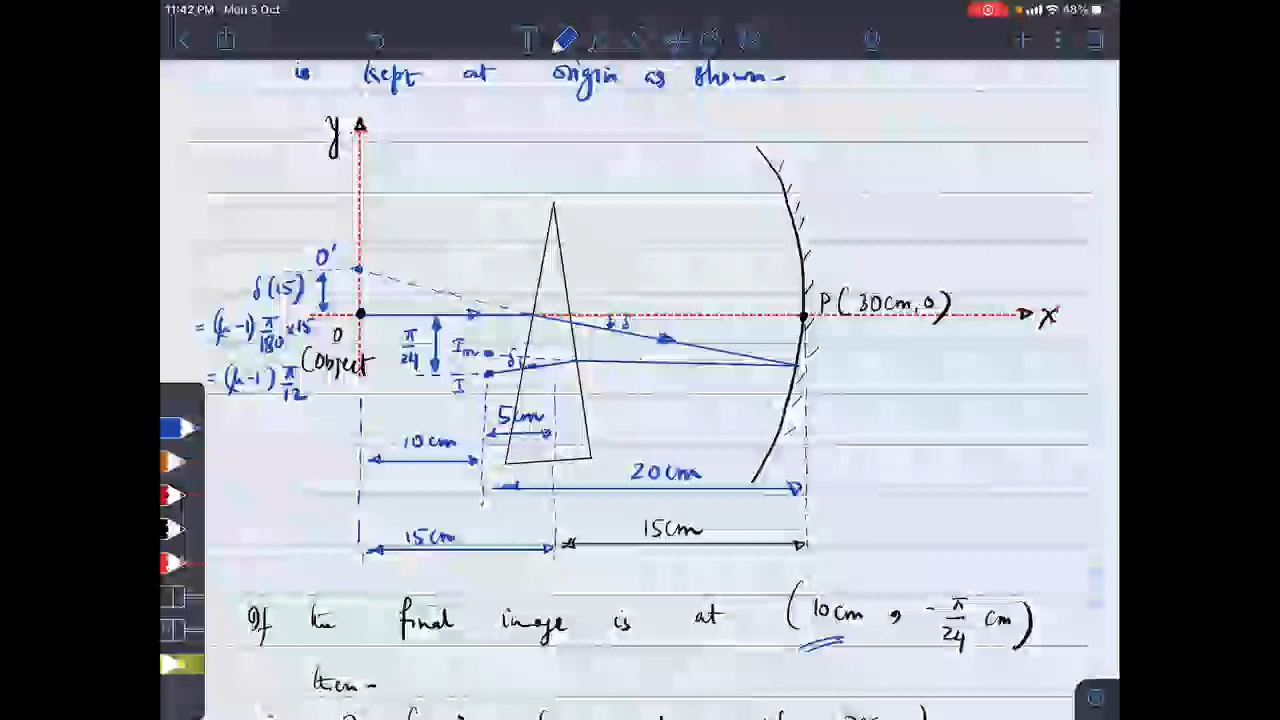 11:42 PM Mon 5 Oct
48%
is kept at origin as shown-
y
O'
δ(15)
= (μ-1) π/180 × 15
= (μ-1) π/12
O
(object
π/24
Im
δ
I
δ
P(30cm,0)
X
5cm
10cm
20cm
15cm
15cm
If the final image is at (10cm, -π/24 cm)
then-